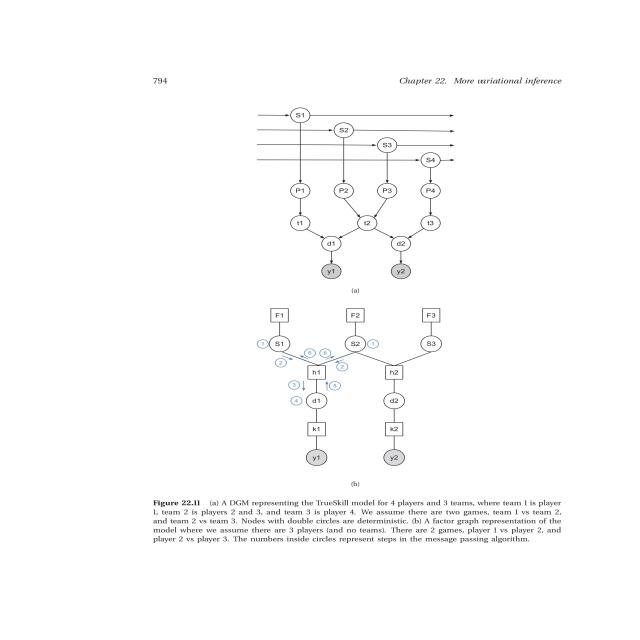 794
Chapter 22. More variational inference
S1
S2
S3
S4
P1 P2 P3 P4
t1 t2 t3
d1 d2
y1 y2
(a)
F1 F2 F3
1 S1 S2 1 S3
6 6
2 2
h1 h2
3 5
4 d1 d2
k1 k2
y1 y2
(b)
Figure 22.11 (a) A DGM representing the TrueSkill model for 4 players and 3 teams, where team 1 is player
1, team 2 is players 2 and 3, and team 3 is player 4. We assume there are two games, team 1 vs team 2,
and team 2 vs team 3. Nodes with double circles are deterministic. (b) A factor graph representation of the
model where we assume there are 3 players (and no teams). There are 2 games, player 1 vs player 2, and
player 2 vs player 3. The numbers inside circles represent steps in the message passing algorithm.